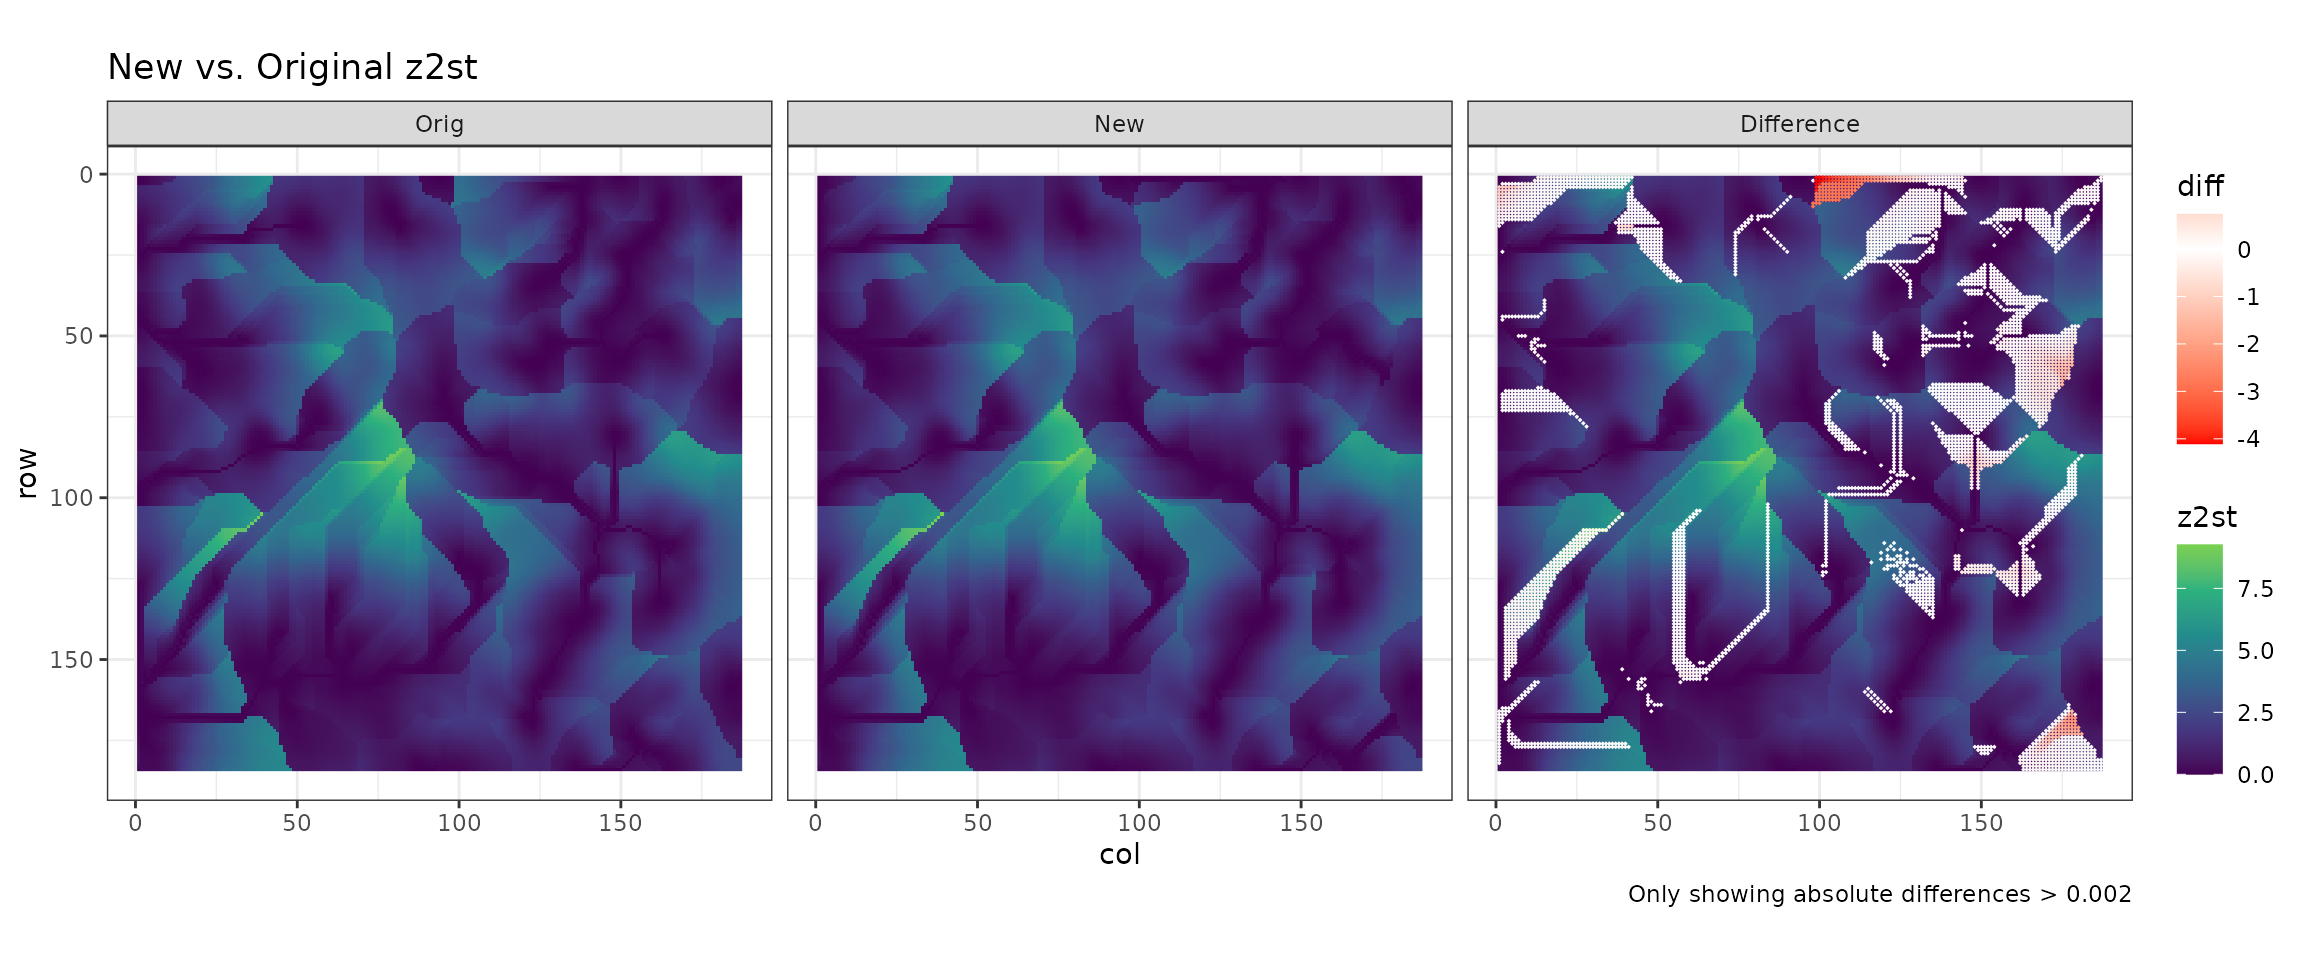 New vs. Original z2st
Orig
New
Difference
0
50
100
150
row
0 50 100 150
0 50 100 150
0 50 100 150
col
diff
0
-1
-2
-3
-4
z2st
7.5
5.0
2.5
0.0
Only showing absolute differences > 0.002